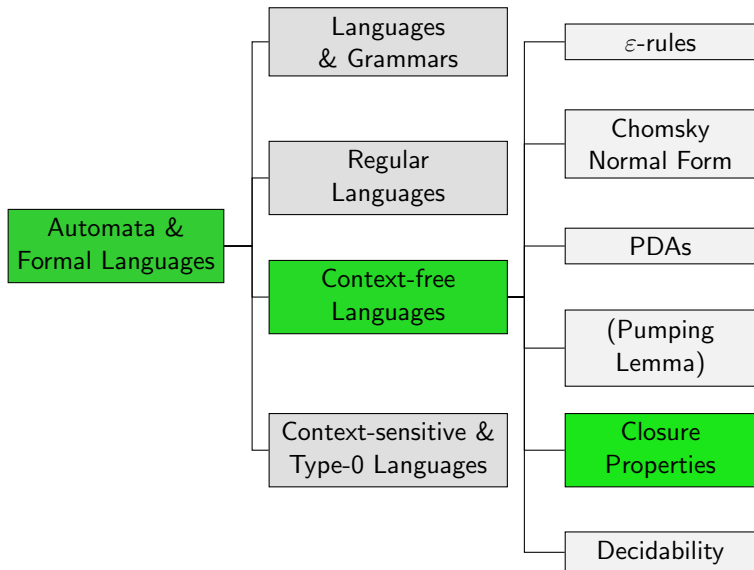 Automata &
Formal Languages
Languages
& Grammars
Regular
Languages
Context-free
Languages
Context-sensitive &
Type-0 Languages
ε-rules
Chomsky
Normal Form
PDAs
(Pumping
Lemma)
Closure
Properties
Decidability